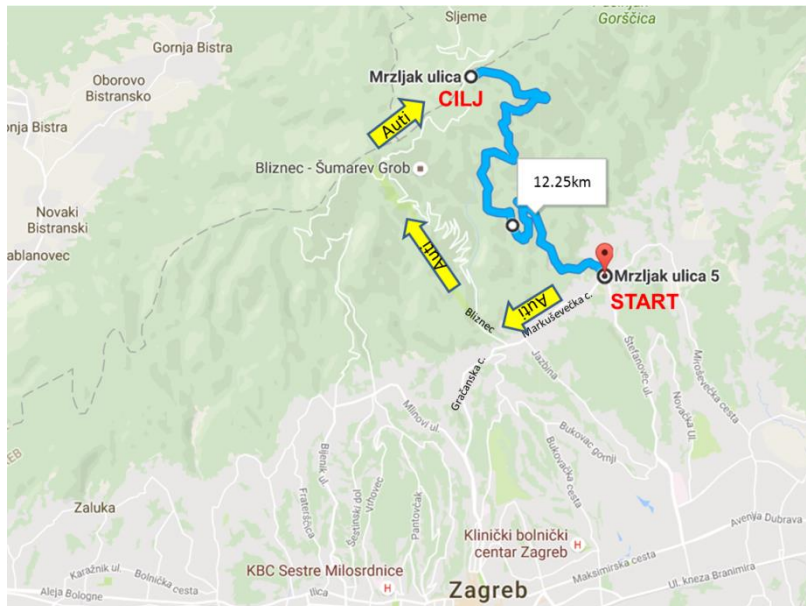 Sljeme
Gorščica
Gornja Bistra
Oborovo
Bistransko
Mrzljak ulica
CILJ
Auti
onja Bistra
Bliznec - Šumarev Grob
12.25km
Novaki
Bistranski
ablanovec
Auti
Mrzljak ulica 5
START
Auti
Markuševečka c.
Bliznec
Gračanska c.
Jazbina
Štefanovec ul.
Novačka Ul.
Miroševečka cesta
Mlinovi ul.
Bukovac gornji
Bukovačka cesta
Bijenik ul.
Fraterščica
Šestinski dol
Vrhovec
Pantovčak
Zaluka
Klinički bolnički
centar Zagreb
H
Avenija Dubrava
Maksimirska cesta
Karažnik ul.
Bolnička cesta
KBC Sestre Milosrdnice
H
Ul. kneza Branimira
Aleja Bologne
Ilica
Zagreb